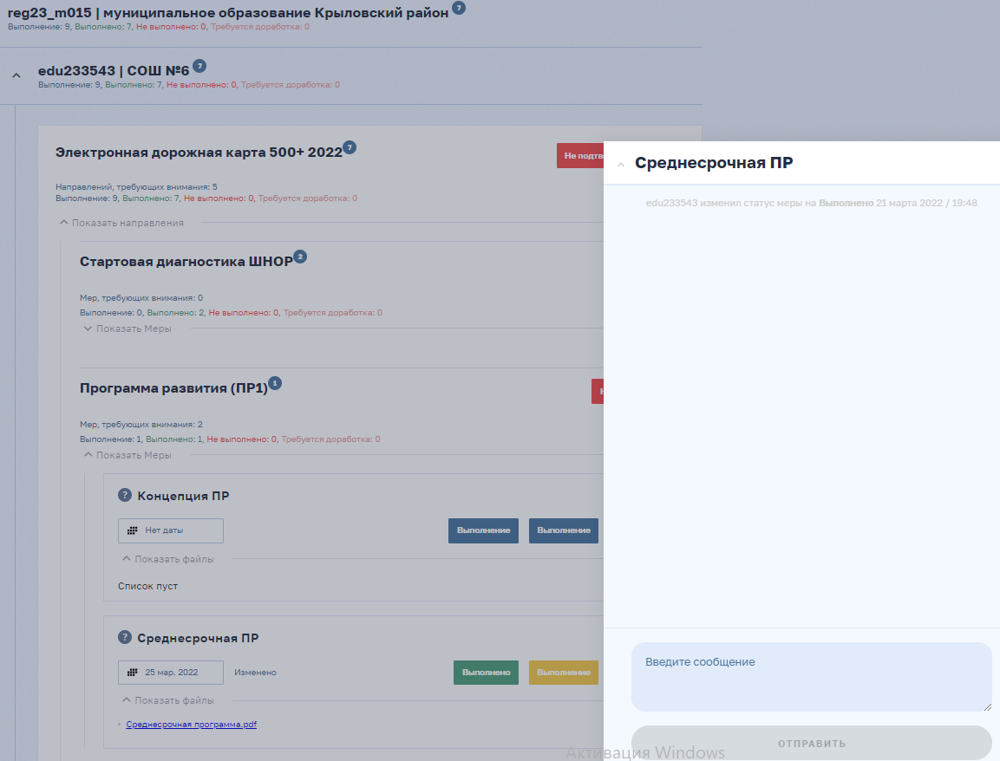 reg23_m015 | муниципальное образование Крыловский район 7
Выполнение: 9, Выполнено: 7, Не выполнено: 0, Требуется доработка: 0
edu233543 | СОШ №6 7
Выполнение: 9, Выполнено: 7, Не выполнено: 0, Требуется доработка: 0
Электронная дорожная карта 500+ 2022 7
Не подтв
Направлений, требующих внимания: 5
Выполнение: 9, Выполнено: 7, Не выполнено: 0, Требуется доработка: 0
Показать направления
Стартовая диагностика ШНОР 2
Мер, требующих внимания: 0
Выполнение: 0, Выполнено: 2, Не выполнено: 0, Требуется доработка: 0
Показать Меры
Программа развития (ПР1) 1
Мер, требующих внимания: 2
Выполнение: 1, Выполнено: 1, Не выполнено: 0, Требуется доработка: 0
Показать Меры
? Концепция ПР
Нет даты
Выполнение Выполнение
Показать файлы
Список пуст
? Среднесрочная ПР
25 мар. 2022 Изменено
Выполнено Выполнение
Показать файлы
Среднесрочная программа.pdf
Среднесрочная ПР
edu233543 изменил статус меры на Выполнено 21 марта 2022 / 19:48
Введите сообщение
ОТПРАВИТЬ
Активация Windows